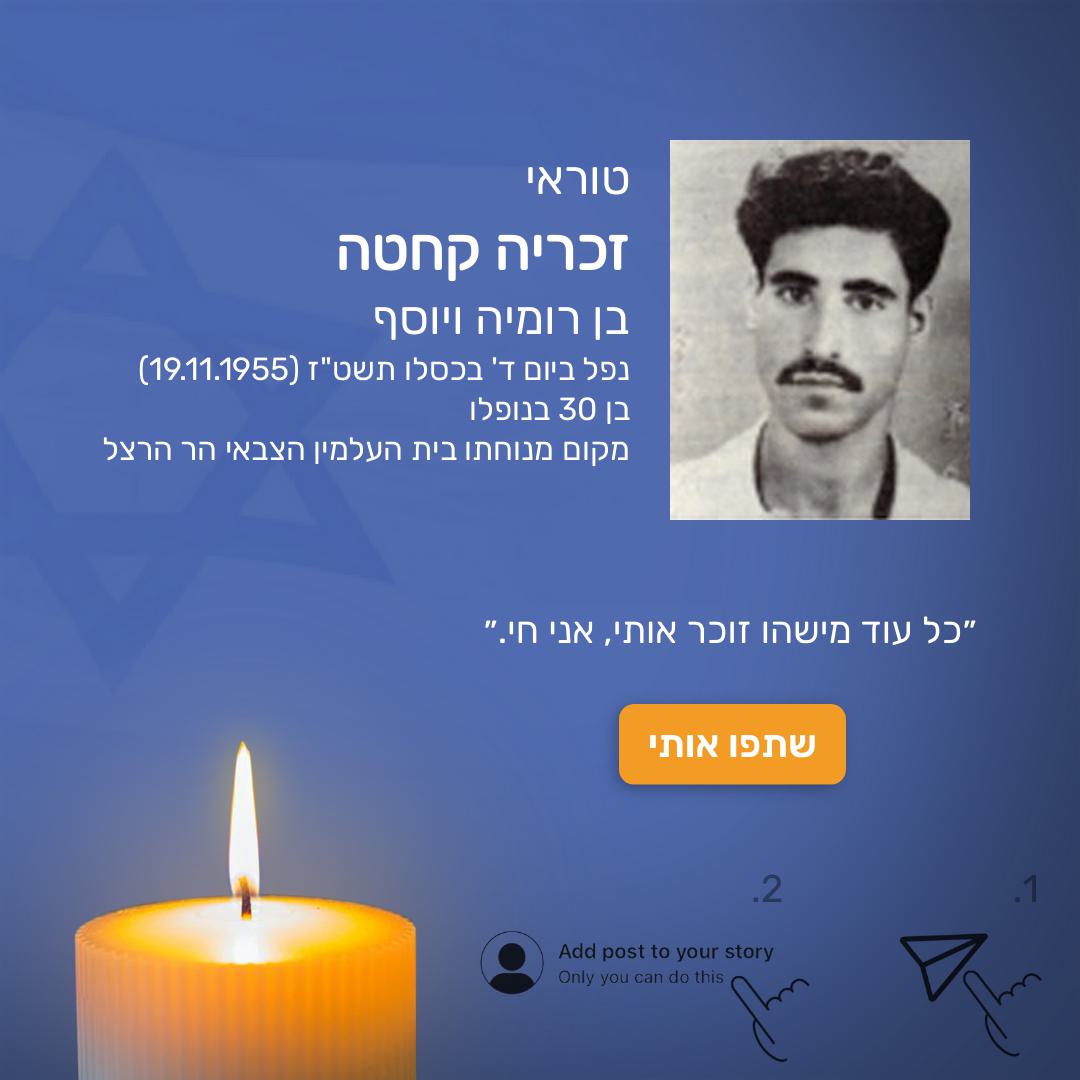 טוראי
זכריה קחטה
בן רומיה ויוסף
נפל ביום ד' בכסלו תשט"ז (19.11.1955)
בן 30 בנופלו
מקום מנוחתו בית העלמין הצבאי הר הרצל
״כל עוד מישהו זוכר אותי, אני חי.״
שתפו אותי
.1
.2
Add post to your story
Only you can do this